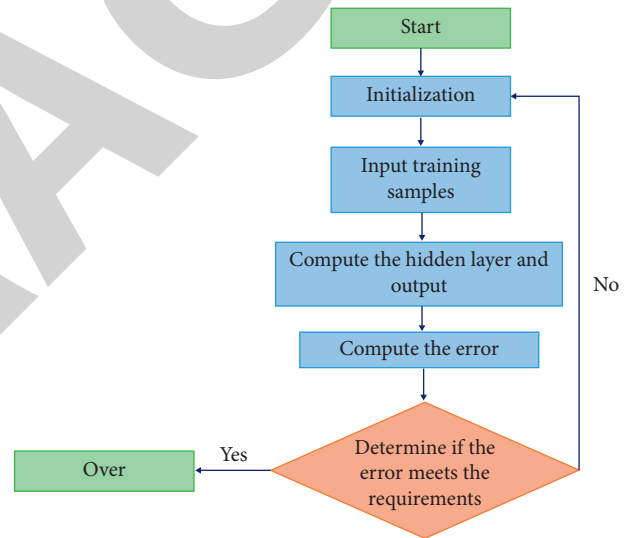 Start
Initialization
Input training
samples
Compute the hidden layer and
output
No
Compute the error
Determine if the
error meets the
requirements
Yes
Over